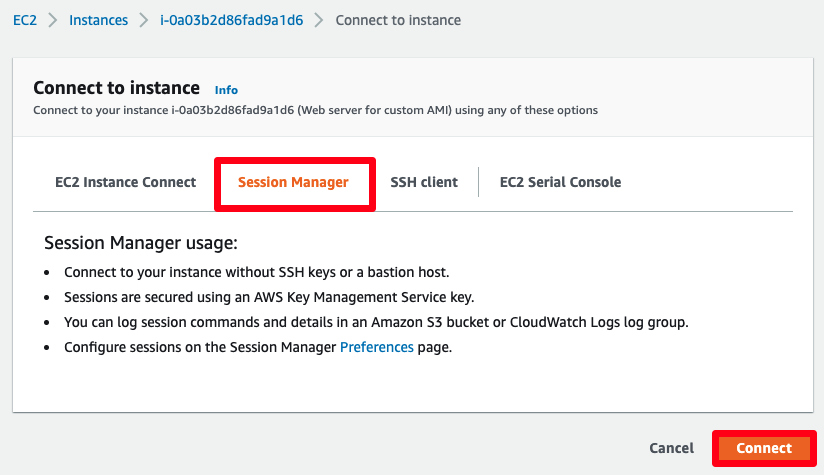 EC2 > Instances > i-0a03b2d86fad9a1d6 > Connect to instance
Connect to instance Info
Connect to your instance i-0a03b2d86fad9a1d6 (Web server for custom AMI) using any of these options
EC2 Instance Connect Session Manager SSH client EC2 Serial Console
Session Manager usage:
• Connect to your instance without SSH keys or a bastion host.
• Sessions are secured using an AWS Key Management Service key.
• You can log session commands and details in an Amazon S3 bucket or CloudWatch Logs log group.
• Configure sessions on the Session Manager Preferences page.
Cancel Connect